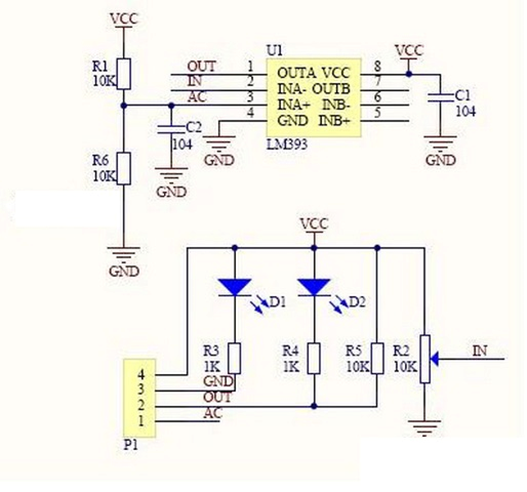 VCC
R1
10K
OUT
IN
AC
1
2
3
4
U1
OUTA VCC
INA- OUTB
INA+ INB-
GND INB+
LM393
8
7
6
5
VCC
C1
104
GND
GND
C2
104
GND
R6
10K
GND
VCC
D1
D2
R3
1K
R4
1K
R5
10K
R2
10K
IN
GND
OUT
AC
4
3
2
1
P1